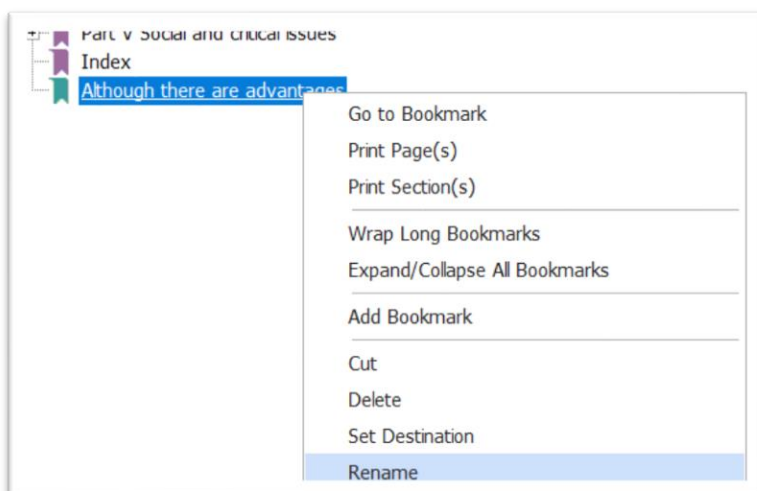 Part V Social and critical issues
Index
Although there are advantages
Go to Bookmark
Print Page(s)
Print Section(s)
Wrap Long Bookmarks
Expand/Collapse All Bookmarks
Add Bookmark
Cut
Delete
Set Destination
Rename